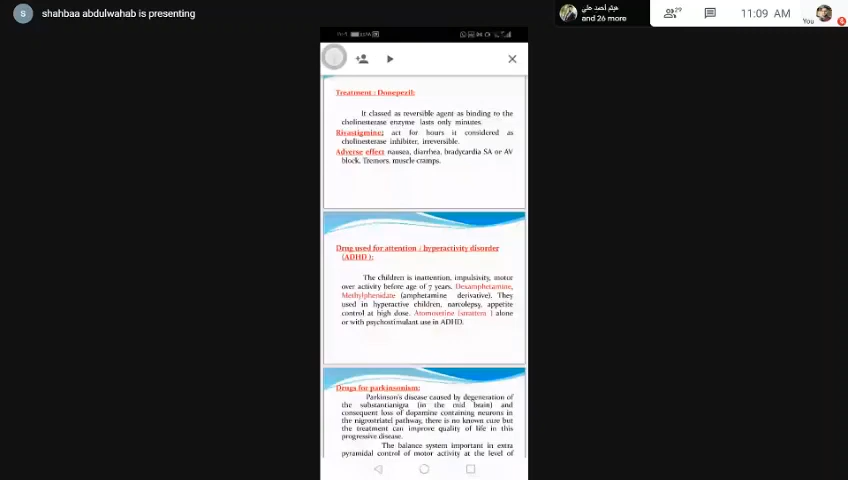 S shahbaa abdulwahab is presenting
هيثم احمد علي
and 26 more
29
11:09 AM
You
Treatment : Donepezil:
It classed as reversible agent as binding to the
cholinesterase enzyme lasts only minutes.
Rivastigmine; act for hours it considered as
cholinesterase inhibiter, irreversible.
Adverse effect nausea, diarrhea, bradycardia SA or AV
block, Tremors, muscle cramps.
Drug used for attention : hyperactivity disorder
(ADHD ):
The children is inattention, impulsivity, motor
over activity before age of 7 years. Dexamphetamine,
Methylphenidate (amphetamine derivative). They
used in hyperactive children, narcolepsy, appetite
control at high dose. Atomoxetine ( ) alone
or with psychostimulant use in ADHD.
Drugs for parkinsonism:
Parkinson's disease caused by degeneration of
the substantianigra (in the mid brain) and
consequent loss of dopamine containing neurons in
the nigrostriatel pathway, there is no known cure but
the treatment can improve quality of life in this
progressive disease.
The balance system important in extra
pyramidal control of motor activity at the level of